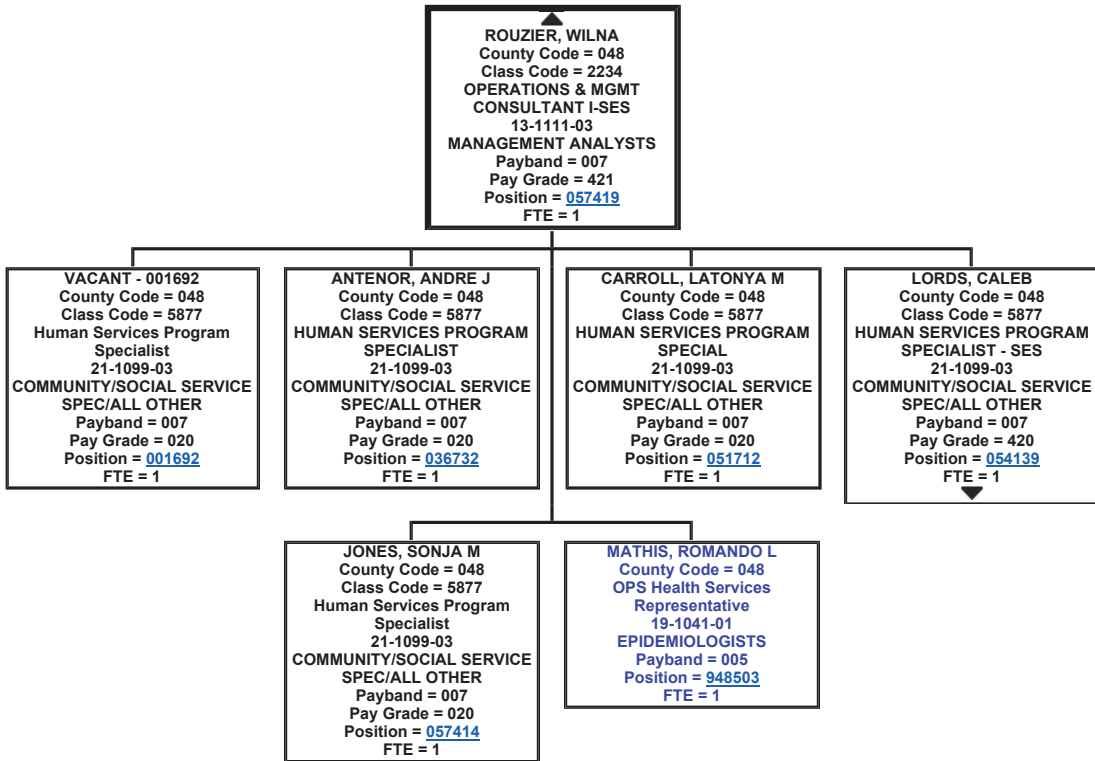 ROUZIER, WILNA
County Code = 048
Class Code = 2234
OPERATIONS & MGMT
CONSULTANT I-SES
13-1111-03
MANAGEMENT ANALYSTS
Payband = 007
Pay Grade = 421
Position = 057419
FTE = 1
VACANT - 001692
County Code = 048
Class Code = 5877
Human Services Program
Specialist
21-1099-03
COMMUNITY/SOCIAL SERVICE
SPEC/ALL OTHER
Payband = 007
Pay Grade = 020
Position = 001692
FTE = 1
ANTENOR, ANDRE J
County Code = 048
Class Code = 5877
HUMAN SERVICES PROGRAM
SPECIALIST
21-1099-03
COMMUNITY/SOCIAL SERVICE
SPEC/ALL OTHER
Payband = 007
Pay Grade = 020
Position = 036732
FTE = 1
CARROLL, LATONYA M
County Code = 048
Class Code = 5877
HUMAN SERVICES PROGRAM
SPECIAL
21-1099-03
COMMUNITY/SOCIAL SERVICE
SPEC/ALL OTHER
Payband = 007
Pay Grade = 020
Position = 051712
FTE = 1
LORDS, CALEB
County Code = 048
Class Code = 5877
HUMAN SERVICES PROGRAM
SPECIALIST - SES
21-1099-03
COMMUNITY/SOCIAL SERVICE
SPEC/ALL OTHER
Payband = 007
Pay Grade = 420
Position = 054139
FTE = 1
JONES, SONJA M
County Code = 048
Class Code = 5877
Human Services Program
Specialist
21-1099-03
COMMUNITY/SOCIAL SERVICE
SPEC/ALL OTHER
Payband = 007
Pay Grade = 020
Position = 057414
FTE = 1
MATHIS, ROMANDO L
County Code = 048
OPS Health Services
Representative
19-1041-01
EPIDEMIOLOGISTS
Payband = 005
Position = 948503
FTE = 1